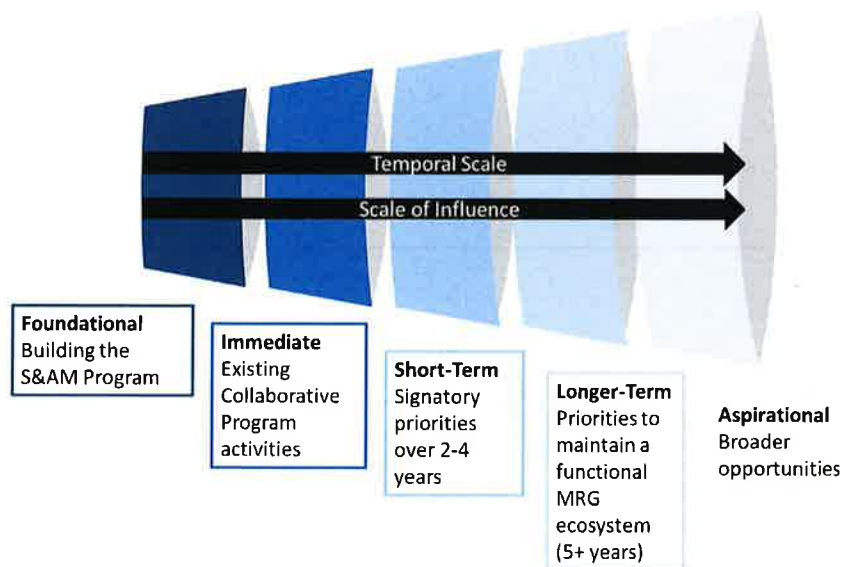 Temporal Scale
Scale of Influence
Foundational
Building the
S&AM Program
Immediate
Existing
Collaborative
Program
activities
Short-Term
Signatory
priorities
over 2-4
years
Longer-Term
Priorities to
maintain a
functional
MRG
ecosystem
(5+ years)
Aspirational
Broader
opportunities